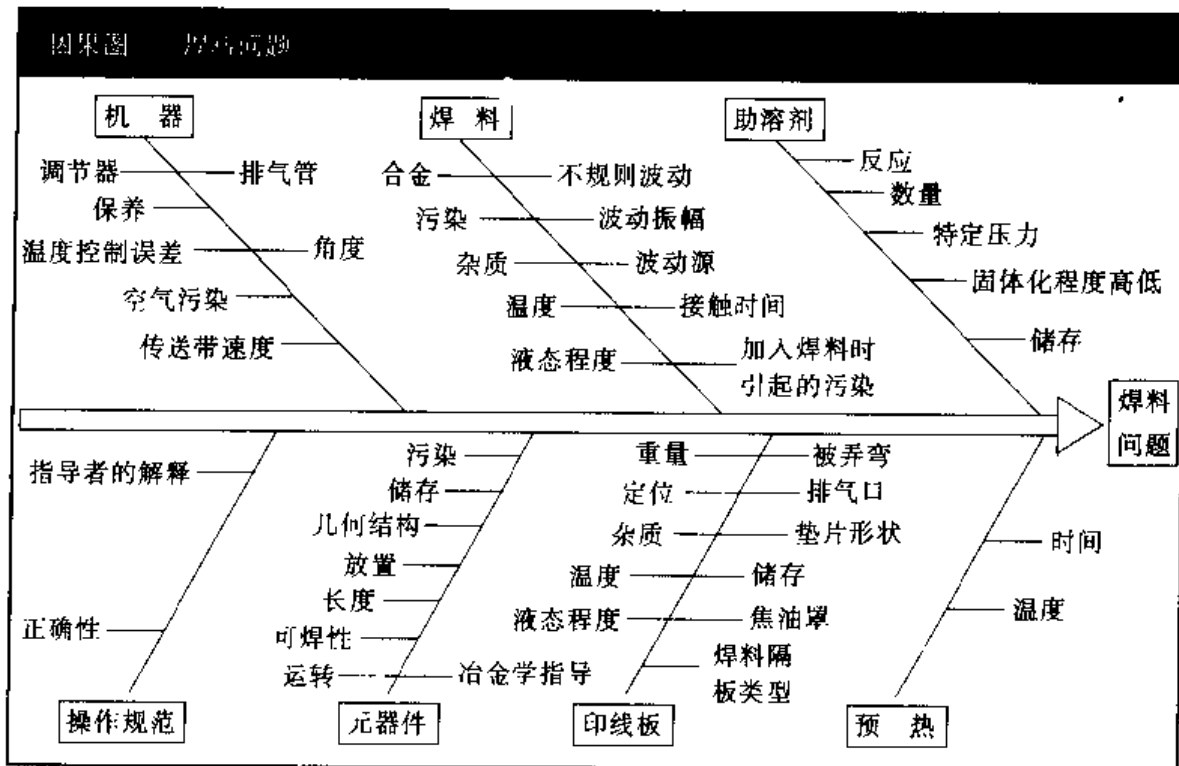 因果图 焊料问题
机 器
焊 料
助溶剂
调节器
排气管
保养
温度控制误差
角度
空气污染
传送带速度
合金
不规则波动
污染
波动振幅
杂质
波动源
温度
接触时间
液态程度
加入焊料时
引起的污染
反应
数量
特定压力
固体化程度高低
储存
焊料
问题
指导者的解释
正确性
操作规范
污染
储存
几何结构
放置
长度
可焊性
运转
冶金学指导
元器件
重量
被弄弯
定位
排气口
杂质
垫片形状
温度
储存
液态程度
焦油罩
焊料隔
板类型
印线板
时间
温度
预 热